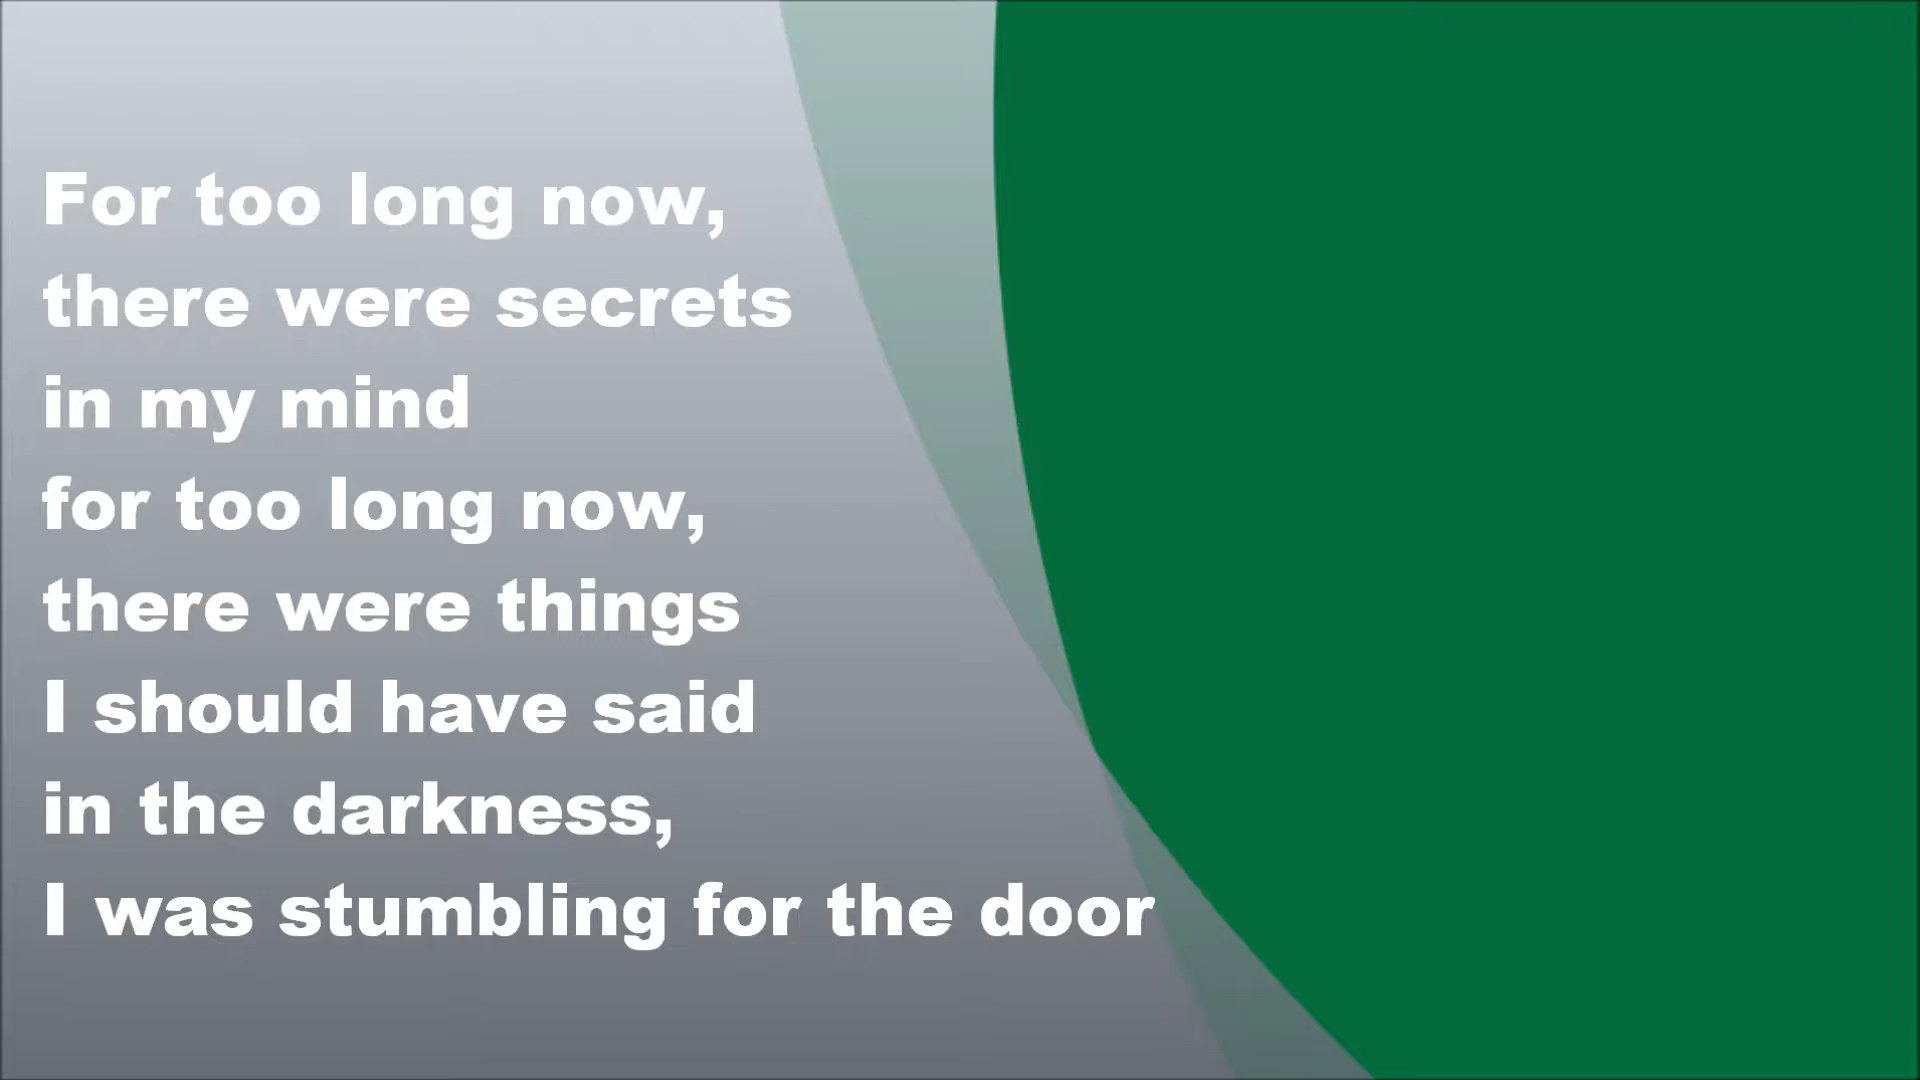 For too long now,
there were secrets
in my mind
for too long now,
there were things
I should have said
in the darkness,
I was stumbling for the door